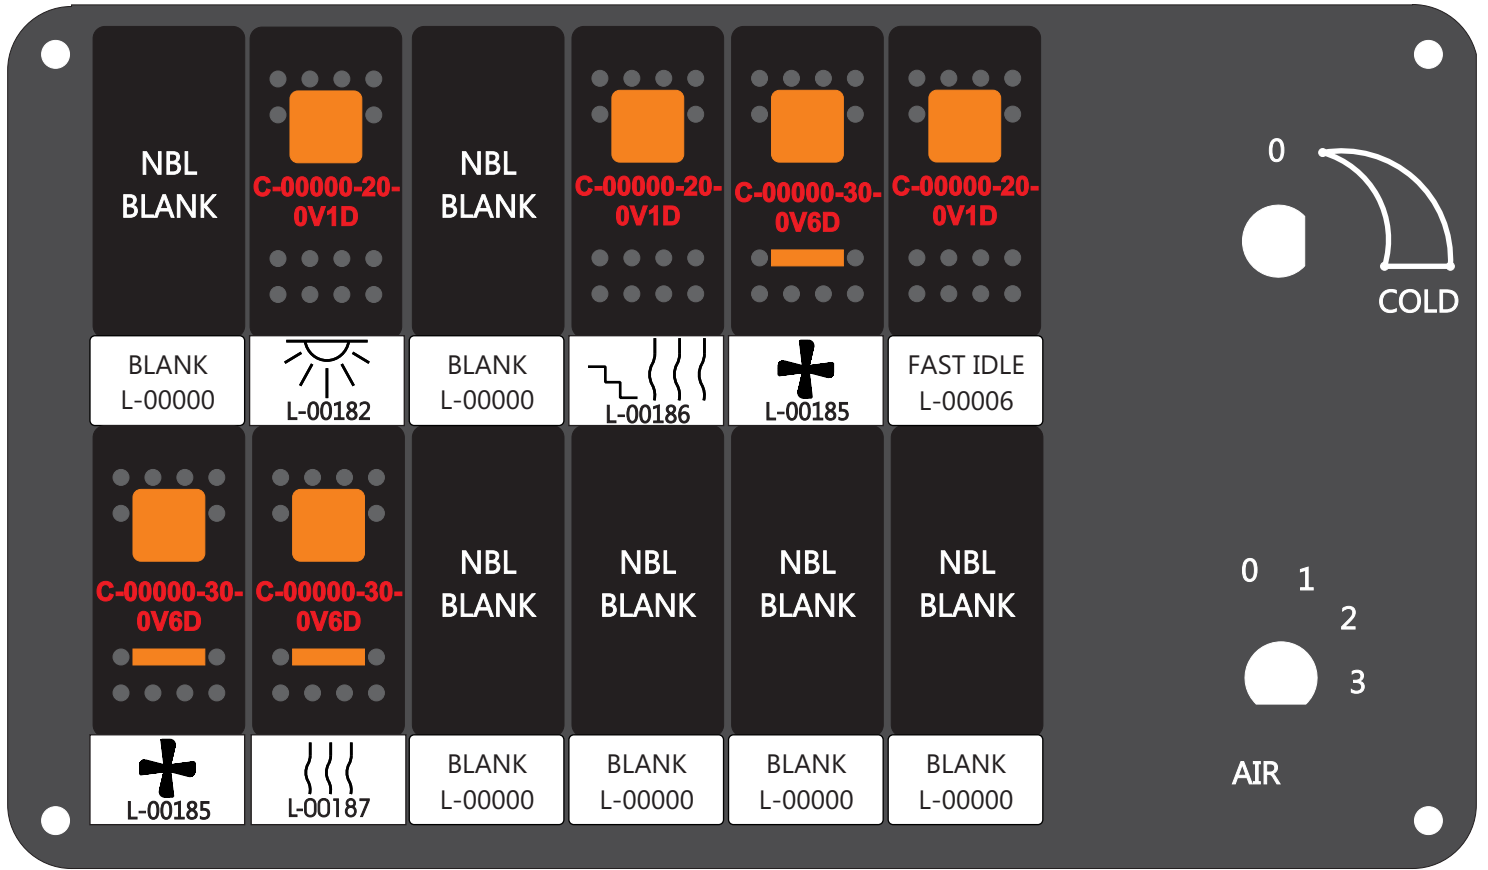 NBL
BLANK
C-00000-20-
0V1D
NBL
BLANK
C-00000-20-
0V1D
C-00000-30-
0V6D
C-00000-20-
0V1D
BLANK
L-00000
L-00182
BLANK
L-00000
L-00186
L-00185
FAST IDLE
L-00006
0
COLD
C-00000-30-
0V6D
C-00000-30-
0V6D
NBL
BLANK
NBL
BLANK
NBL
BLANK
NBL
BLANK
L-00185
L-00187
BLANK
L-00000
BLANK
L-00000
BLANK
L-00000
BLANK
L-00000
0
1
2
3
AIR